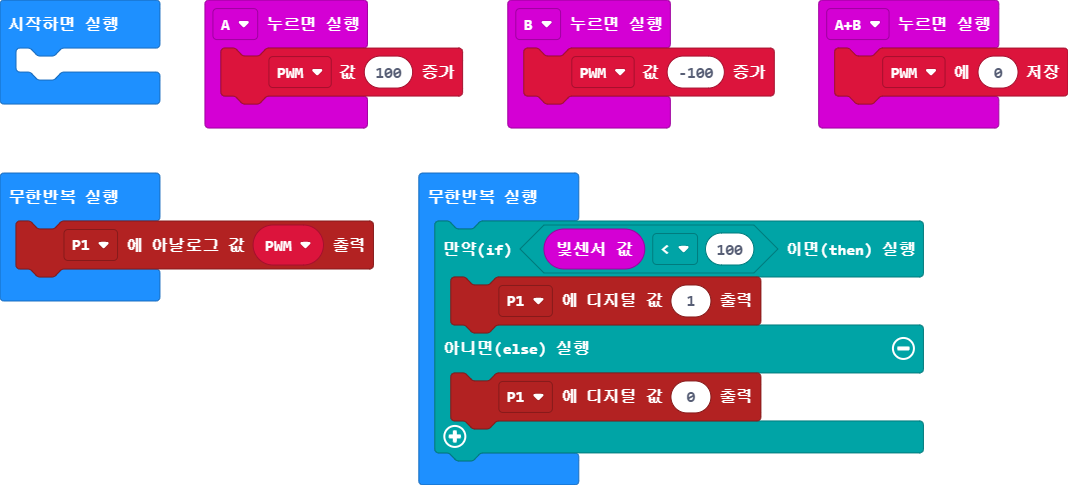 시작하면 실행
A 누르면 실행
PWM 값 100 증가
B 누르면 실행
PWM 값 -100 증가
A+B 누르면 실행
PWM 에 0 저장
무한반복 실행
P1 에 아날로그 값 PWM 출력
무한반복 실행
만약(if) 빛센서 값 < 100 이면(then) 실행
P1 에 디지털 값 1 출력
아니면(else) 실행
P1 에 디지털 값 0 출력